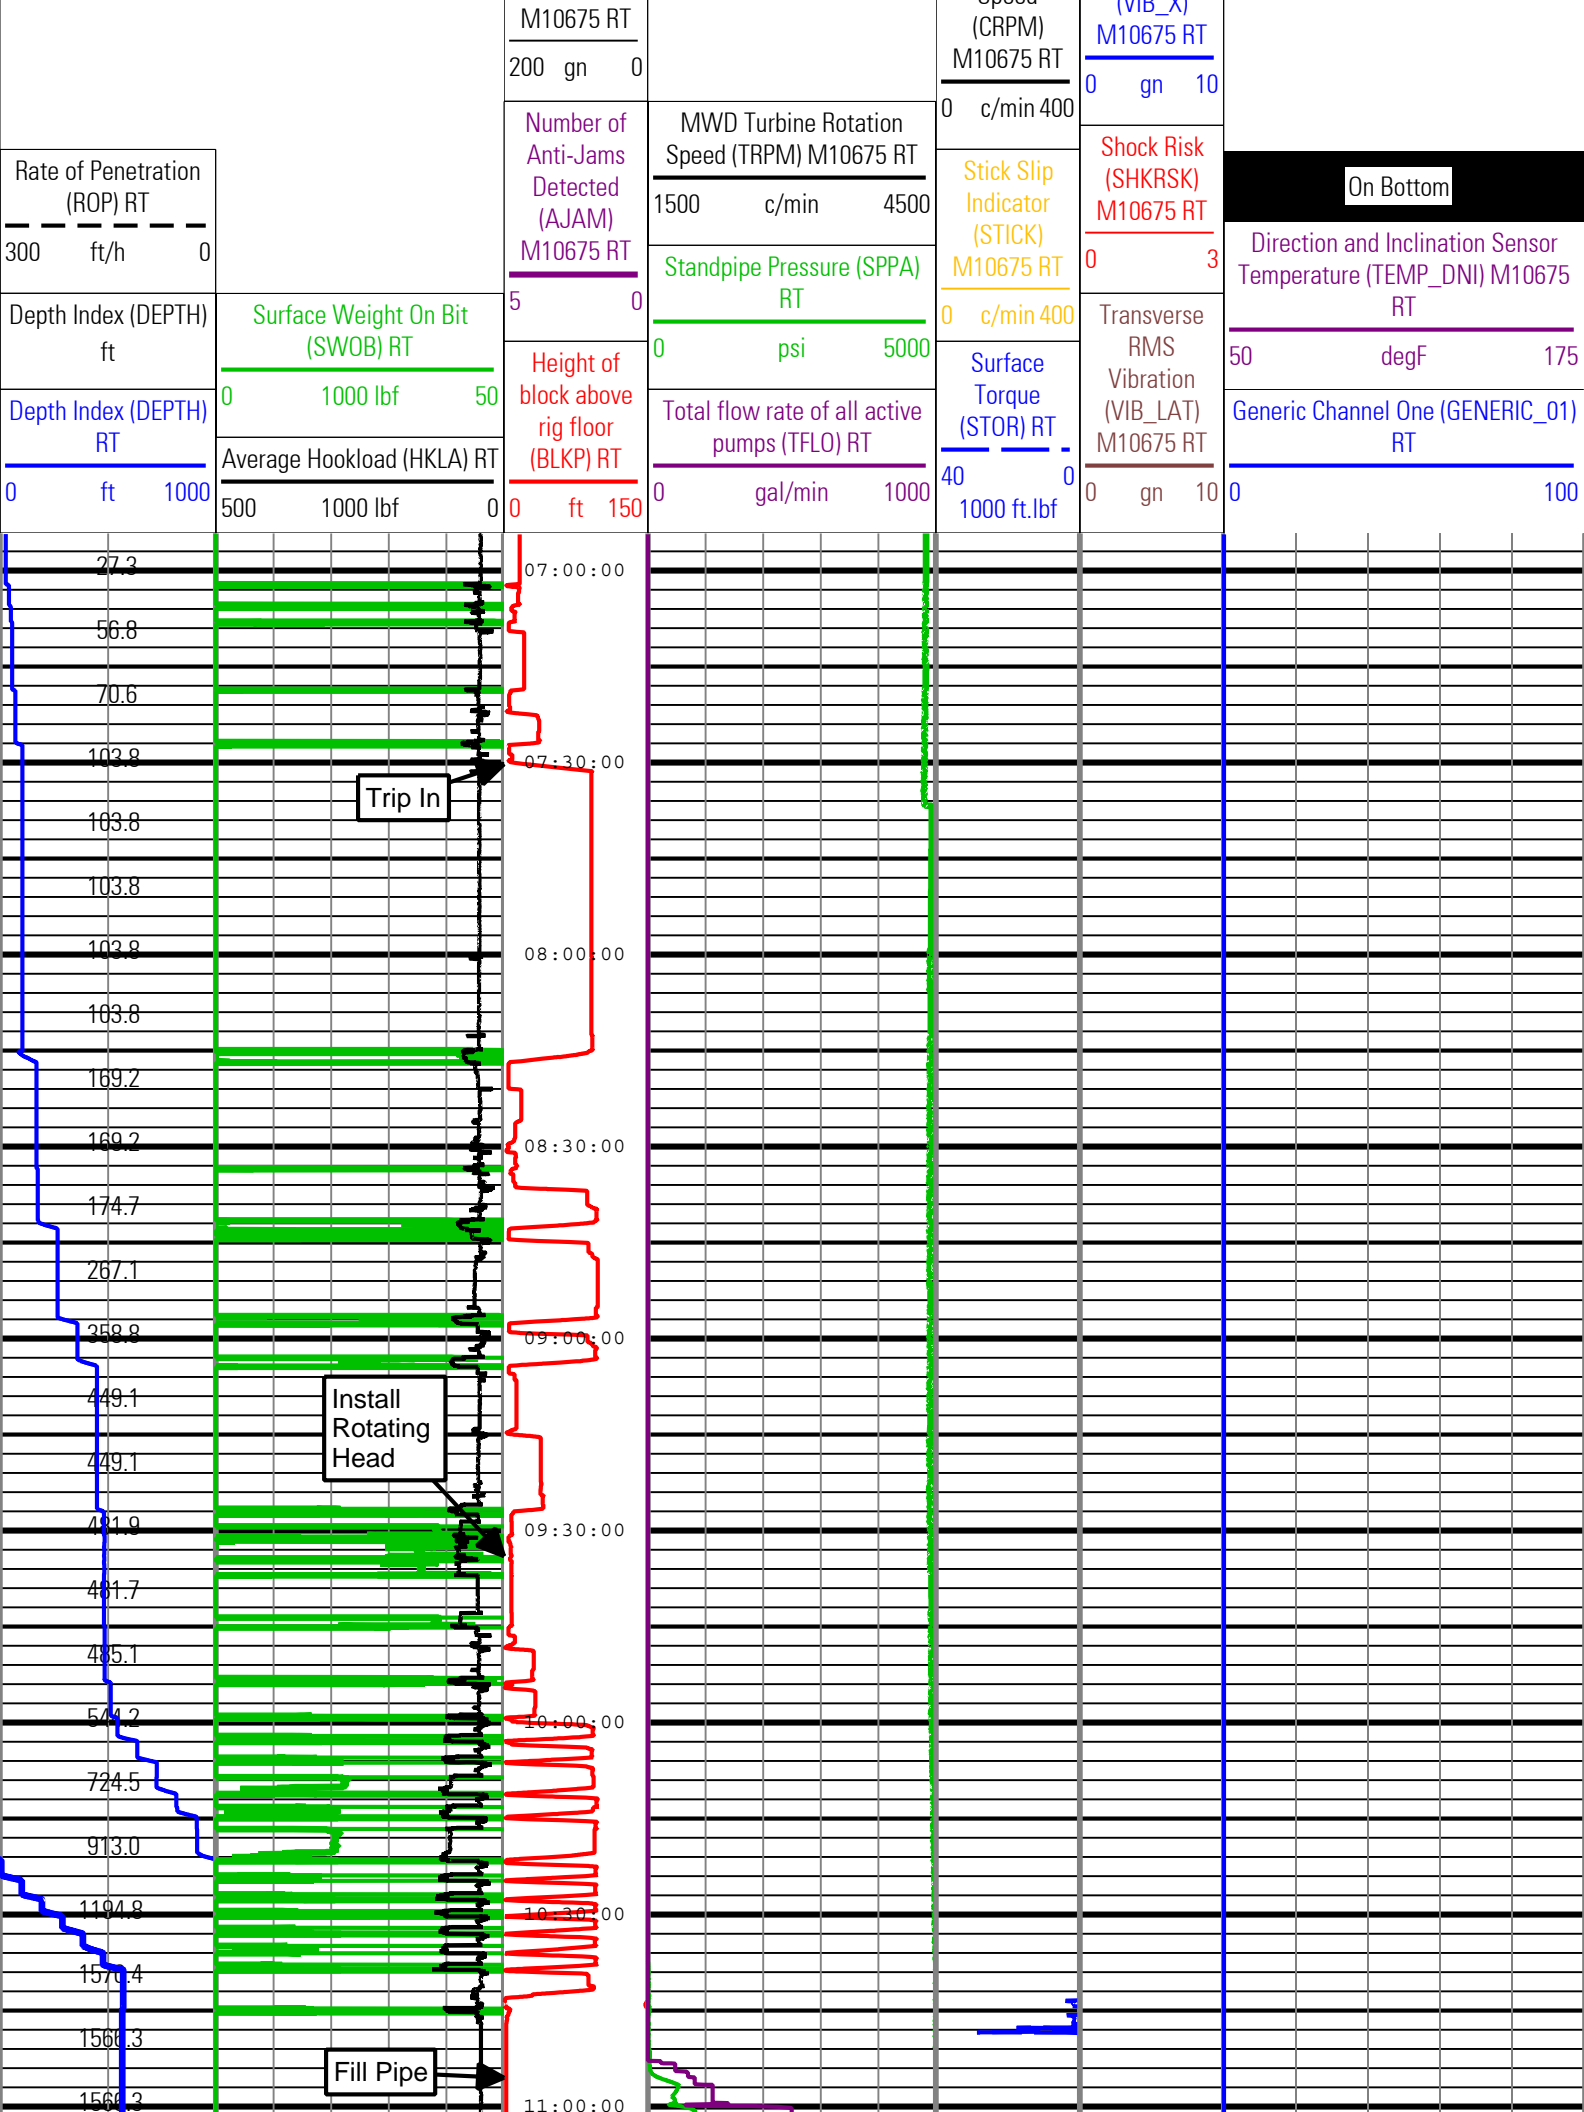 M10675 RT
200 gn 0
Number of
Anti-Jams
Detected
(AJAM)
M10675 RT
5 0
Height of
block above
rig floor
(BLKP) RT
0 ft 150
Rate of Penetration
(ROP) RT
300 ft/h 0
Depth Index (DEPTH)
ft
Depth Index (DEPTH)
RT
0 ft 1000
Surface Weight On Bit
(SWOB) RT
0 1000 lbf 50
Average Hookload (HKLA) RT
500 1000 lbf 0
MWD Turbine Rotation
Speed (TRPM) M10675 RT
1500 c/min 4500
Standpipe Pressure (SPPA)
RT
0 psi 5000
Total flow rate of all active
pumps (TFLO) RT
0 gal/min 1000
Speed
(CRPM)
M10675 RT
0 c/min 400
Stick Slip
Indicator
(STICK)
M10675 RT
0 c/min 400
Surface
Torque
(STOR) RT
40 0
1000 ft.lbf
(VIB_X)
M10675 RT
0 gn 10
Shock Risk
(SHKRSK)
M10675 RT
0 3
Transverse
RMS
Vibration
(VIB_LAT)
M10675 RT
0 gn 10
On Bottom
Direction and Inclination Sensor
Temperature (TEMP_DNI) M10675
RT
50 degF 175
Generic Channel One (GENERIC_01)
RT
0 100
27.3
07:00:00
56.8
70.6
103.8
07:30:00
Trip In
103.8
103.8
103.8
08:00:00
103.8
169.2
169.2
08:30:00
174.7
267.1
358.8
09:00:00
Install
Rotating
Head
449.1
449.1
481.9
09:30:00
481.7
485.1
544.2
10:00:00
724.5
913.0
1194.8
10:30:00
1570.4
1566.3
Fill Pipe
1566.3
11:00:00